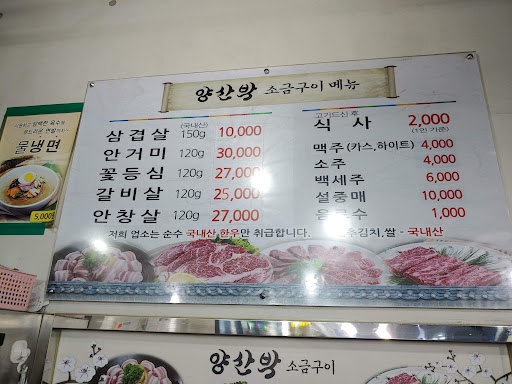 양산박 소금구이 메뉴
(국내산)
삼겹살 150g 10,000
안거미 120g 30,000
꽃등심 120g 27,000
갈비살 120g 25,000
안창살 120g 27,000
고기드신 후
식사 2,000
(1인 기준)
맥주 (카스,하이트) 4,000
소주 4,000
백세주 6,000
설중매 10,000
음료수 1,000
저희 업소는 순수 국내산 한우만 취급합니다.
추김치,쌀 - 국내산
물냉면
5,000원
양산박 소금구이